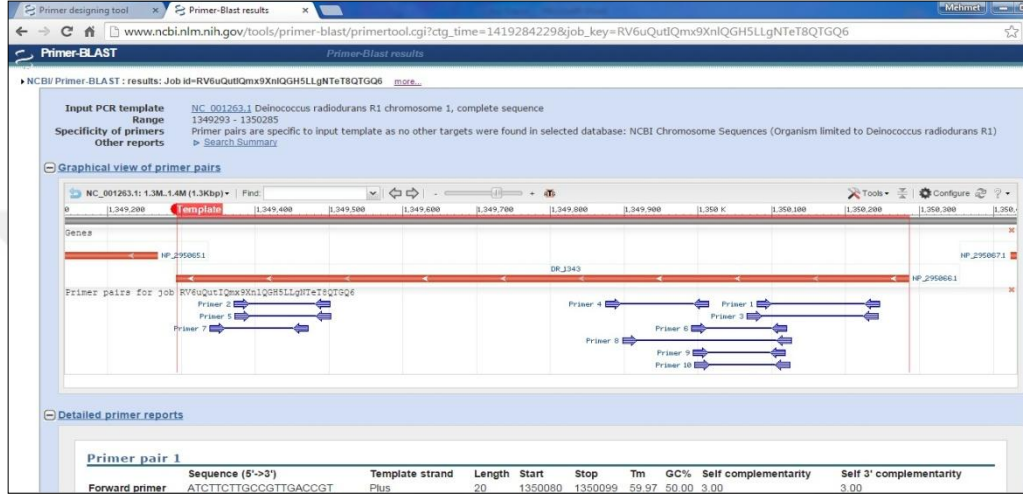 Mehmet
Primer designing tool × Primer-Blast results ×
www.ncbi.nlm.nih.gov/tools/primer-blast/primertool.cgi?ctg_time=1419284229&job_key=RV6uQutIQmx9XnlQGH5LLgNTeT8QTGQ6
Primer-BLAST Primer-Blast results
NCBI/ Primer-BLAST : results: Job id=RV6uQutIQmx9XnlQGH5LLgNTeT8QTGQ6 more...
Input PCR template NC_001263.1 Deinococcus radiodurans R1 chromosome 1, complete sequence
Range 1349293 - 1350285
Specificity of primers Primer pairs are specific to input template as no other targets were found in selected database: NCBI Chromosome Sequences (Organism limited to Deinococcus radiodurans R1)
Other reports Search Summary
Graphical view of primer pairs
NC_001263.1: 1.3M..1.4M (1.3Kbp) Find: Tools Configure ?
1,349,200 Template 1,349,400 1,349,500 1,349,600 1,349,700 1,349,800 1,349,900 1,350 K 1,350,100 1,350,200 1,350,300 1,350,
Genes
NP_295065.1 NP_295067.1
DR_1343
NP_295066.1
Primer pairs for job RV6uQutIQmx9XnlQGH5LLgNTeT8QTGQ6
Primer 2 Primer 4 Primer 1
Primer 5 Primer 3
Primer 7 Primer 6
Primer 8
Primer 9
Primer 10
Detailed primer reports
Primer pair 1
Sequence (5'->3') Template strand Length Start Stop Tm GC% Self complementarity Self 3' complementarity
Forward primer ATCTTCTTGCCGTTGACCGT Plus 20 1350080 1350099 59.97 50.00 3.00 3.00